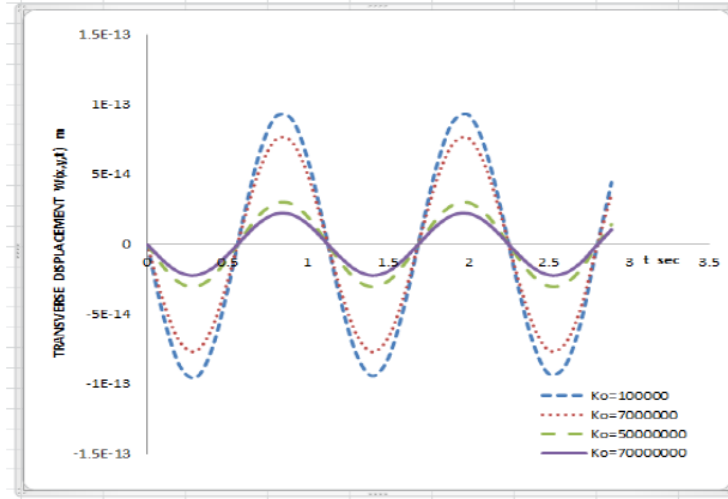 TRANSVERSE DISPLACEMENT W(x,y,t) m
1.5E-13
1E-13
5E-14
0
-5E-14
-1E-13
-1.5E-13
0 0.5 1 1.5 2 2.5 3 3.5
t sec
Ko=100000
Ko=7000000
Ko=50000000
Ko=70000000